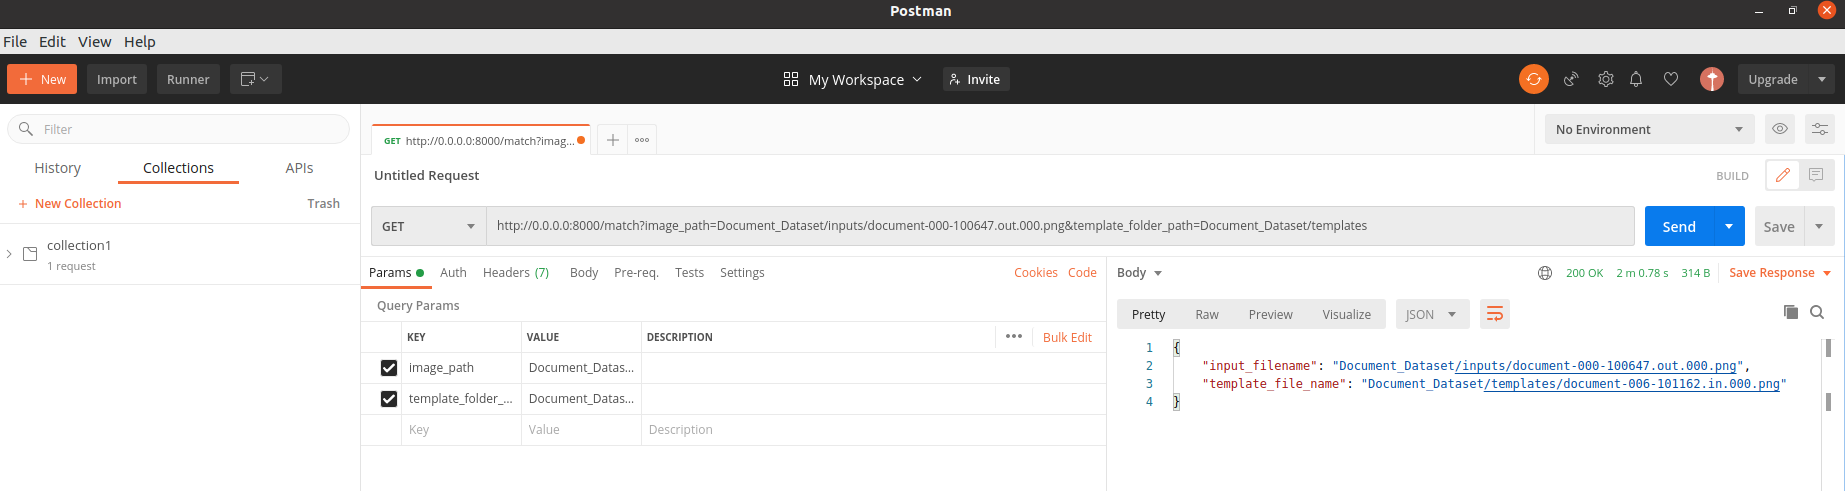 Postman
File Edit View Help
New Import Runner My Workspace Invite Upgrade
Filter
History Collections APIs
New Collection Trash
collection1
1 request
GET http://0.0.0.0:8000/match?imag... No Environment
Untitled Request BUILD
GET http://0.0.0.0:8000/match?image_path=Document_Dataset/inputs/document-000-100647.out.000.png&template_folder_path=Document_Dataset/templates Send Save
Params Auth Headers (7) Body Pre-req. Tests Settings Cookies Code
Query Params
KEY VALUE DESCRIPTION Bulk Edit
image_path Document_Datas...
template_folder_... Document_Datas...
Key Value Description
Body 200 OK 2 m 0.78 s 314 B Save Response
Pretty Raw Preview Visualize JSON
1 {
2 "input_filename": "Document_Dataset/inputs/document-000-100647.out.000.png",
3 "template_file_name": "Document_Dataset/templates/document-006-101162.in.000.png"
4 }